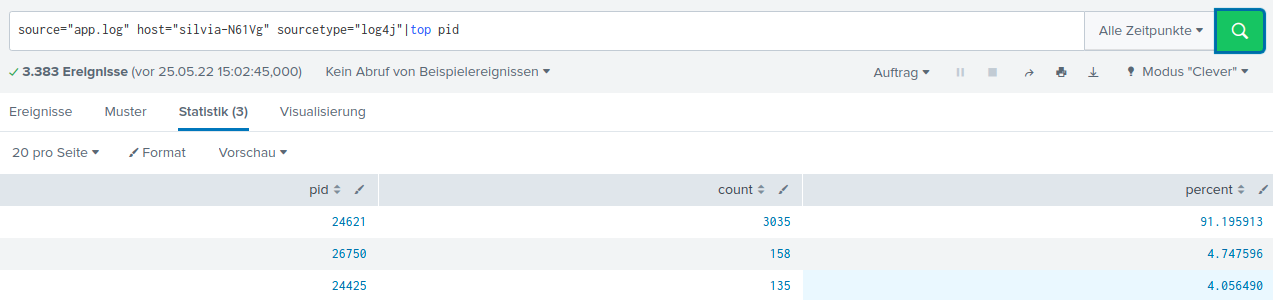 source="app.log" host="silvia-N61Vg" sourcetype="log4j"|top pid Alle Zeitpunkte
3.383 Ereignisse (vor 25.05.22 15:02:45,000) Kein Abruf von Beispielereignissen Auftrag Modus "Clever"
Ereignisse Muster Statistik (3) Visualisierung
20 pro Seite Format Vorschau
pid count percent
24621 3035 91.195913
26750 158 4.747596
24425 135 4.056490